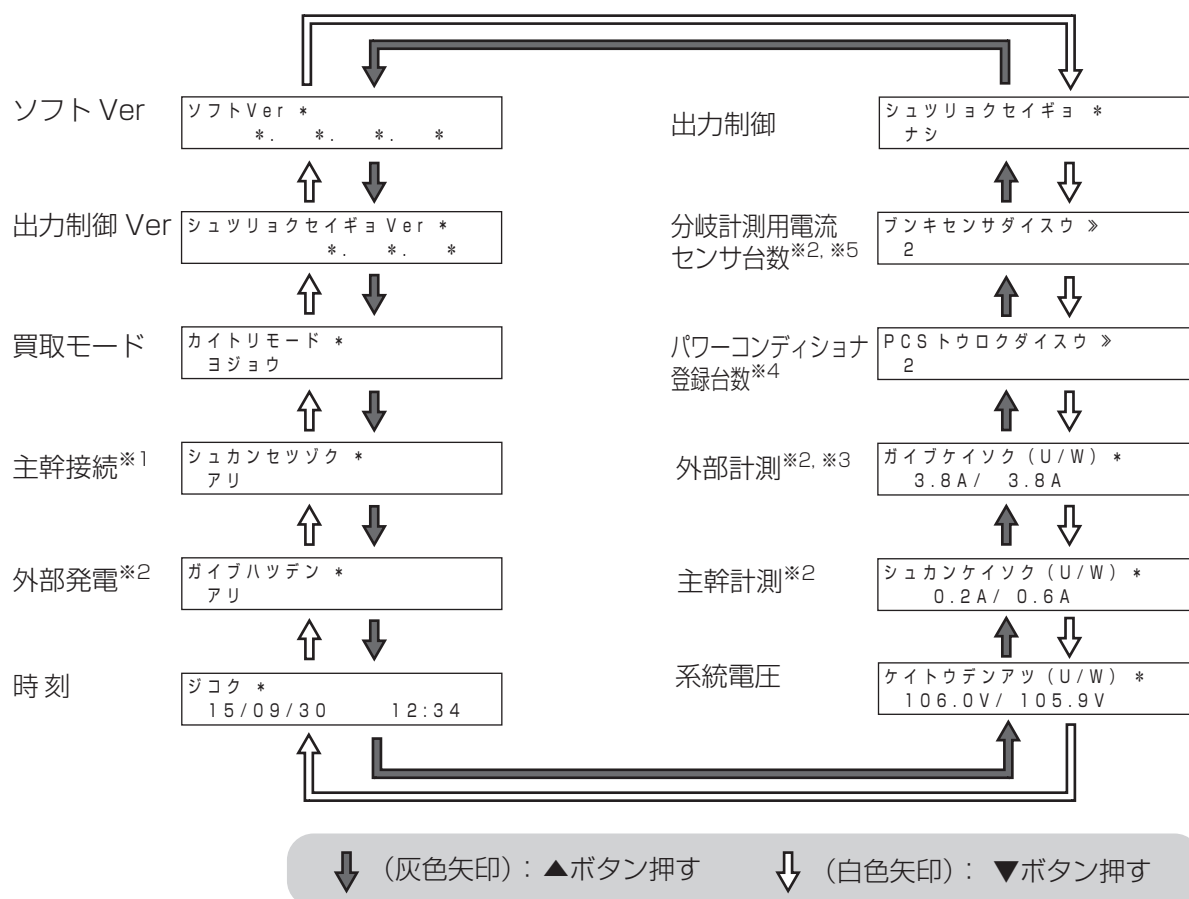 ソフト Ver
ソフトVer *
*. *. *. *
出力制御 Ver
シュツリョクセイギョVer *
*. *. *
買取モード
カイトリモード *
ヨジョウ
主幹接続※1
シュカンセツゾク *
アリ
外部発電※2
ガイブハツデン *
アリ
時刻
ジコク *
15/09/30 12:34
出力制御
シュツリョクセイギョ *
ナシ
分岐計測用電流
センサ台数※2, ※5
ブンキセンサダイスウ 》
2
パワーコンディショナ
登録台数※4
PCSトウロクダイスウ 》
2
外部計測※2, ※3
ガイブケイソク(U/W) *
3.8A/ 3.8A
主幹計測※2
シュカンケイソク(U/W) *
0.2A/ 0.6A
系統電圧
ケイトウデンアツ(U/W) *
106.0V/ 105.9V
(灰色矢印):▲ボタン押す
(白色矢印): ▼ボタン押す